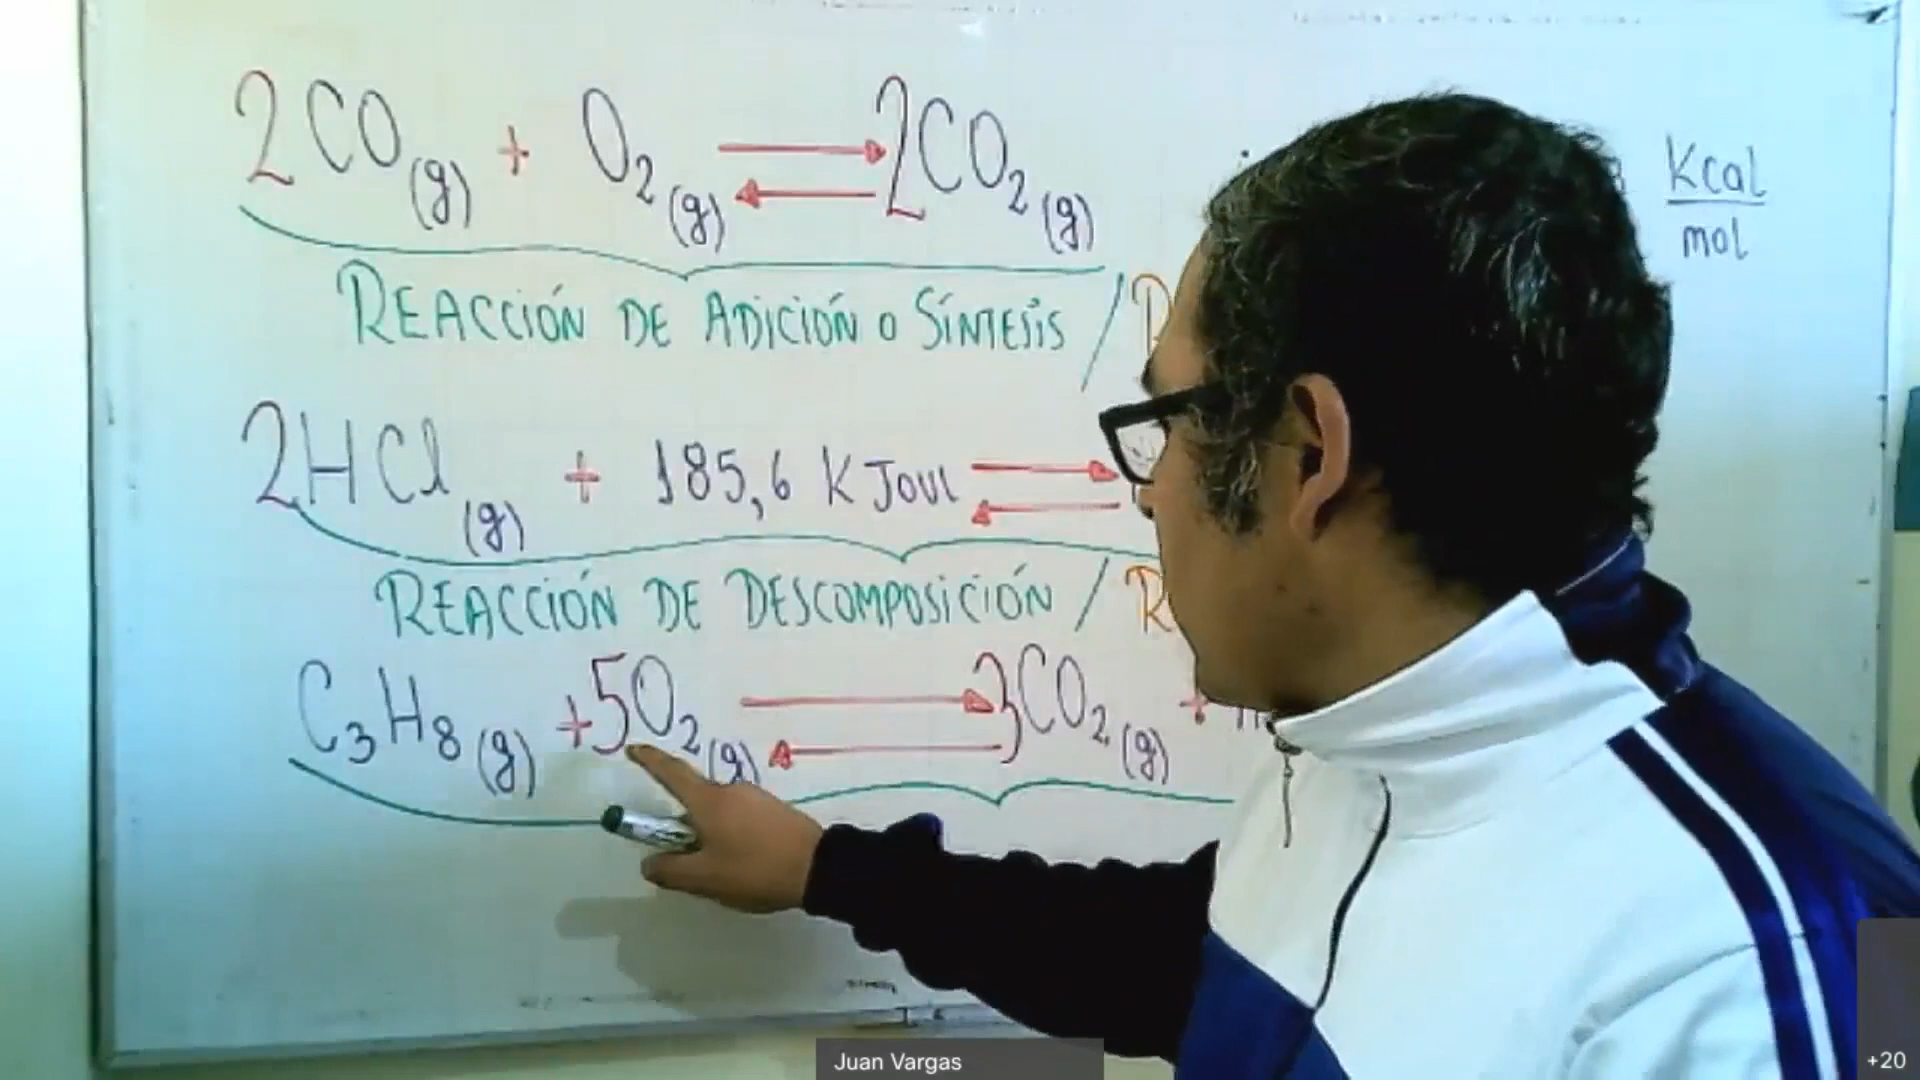 2CO(g) + O2(g) ⇄ 2CO2(g) Kcal/mol
REACCIÓN DE ADICIÓN O SÍNTESIS / R
2HCl(g) + 185,6 KJoul ⇄
REACCIÓN DE DESCOMPOSICIÓN / R
C3H8(g) + 5O2(g) ⇄ 3CO2(g) +
Juan Vargas
+20